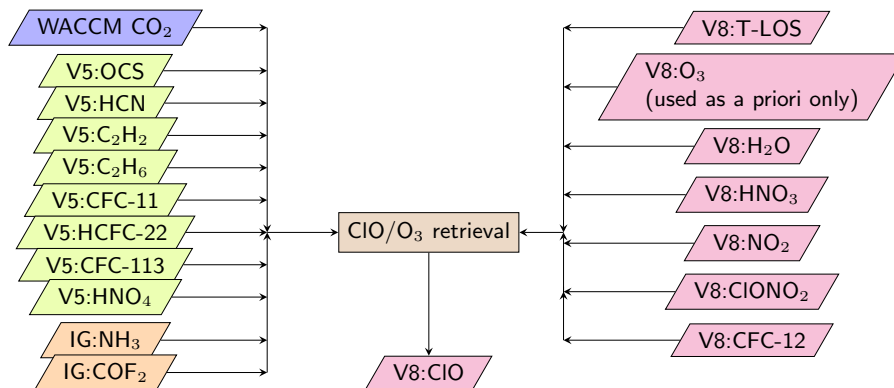 WACCM CO₂
V5:OCS
V5:HCN
V5:C₂H₂
V5:C₂H₆
V5:CFC-11
V5:HCFC-22
V5:CFC-113
V5:HNO₄
IG:NH₃
IG:COF₂
ClO/O₃ retrieval
V8:ClO
V8:T-LOS
V8:O₃
(used as a priori only)
V8:H₂O
V8:HNO₃
V8:NO₂
V8:ClONO₂
V8:CFC-12